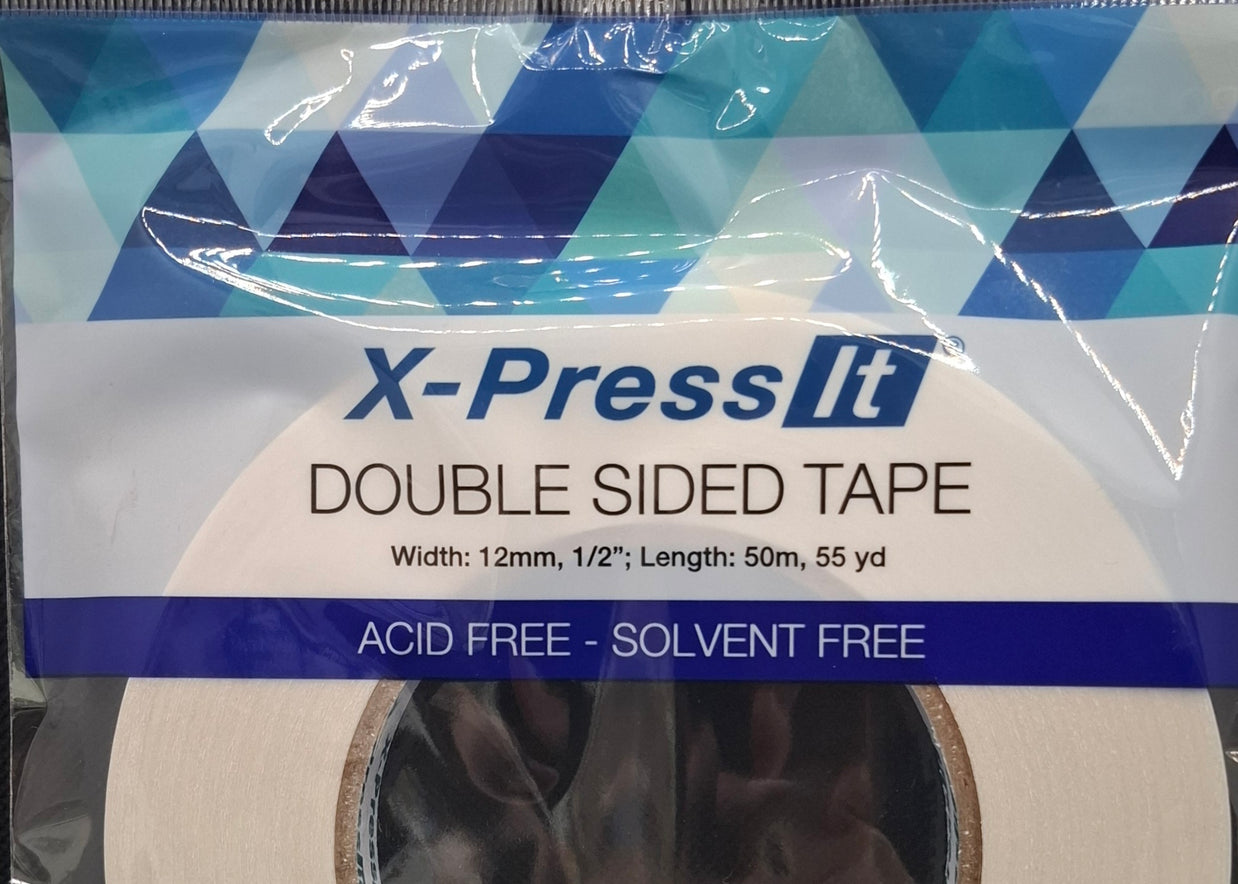 X-Press It®
DOUBLE SIDED TAPE
Width: 12mm, 1/2”; Length: 50m, 55 yd
ACID FREE - SOLVENT FREE